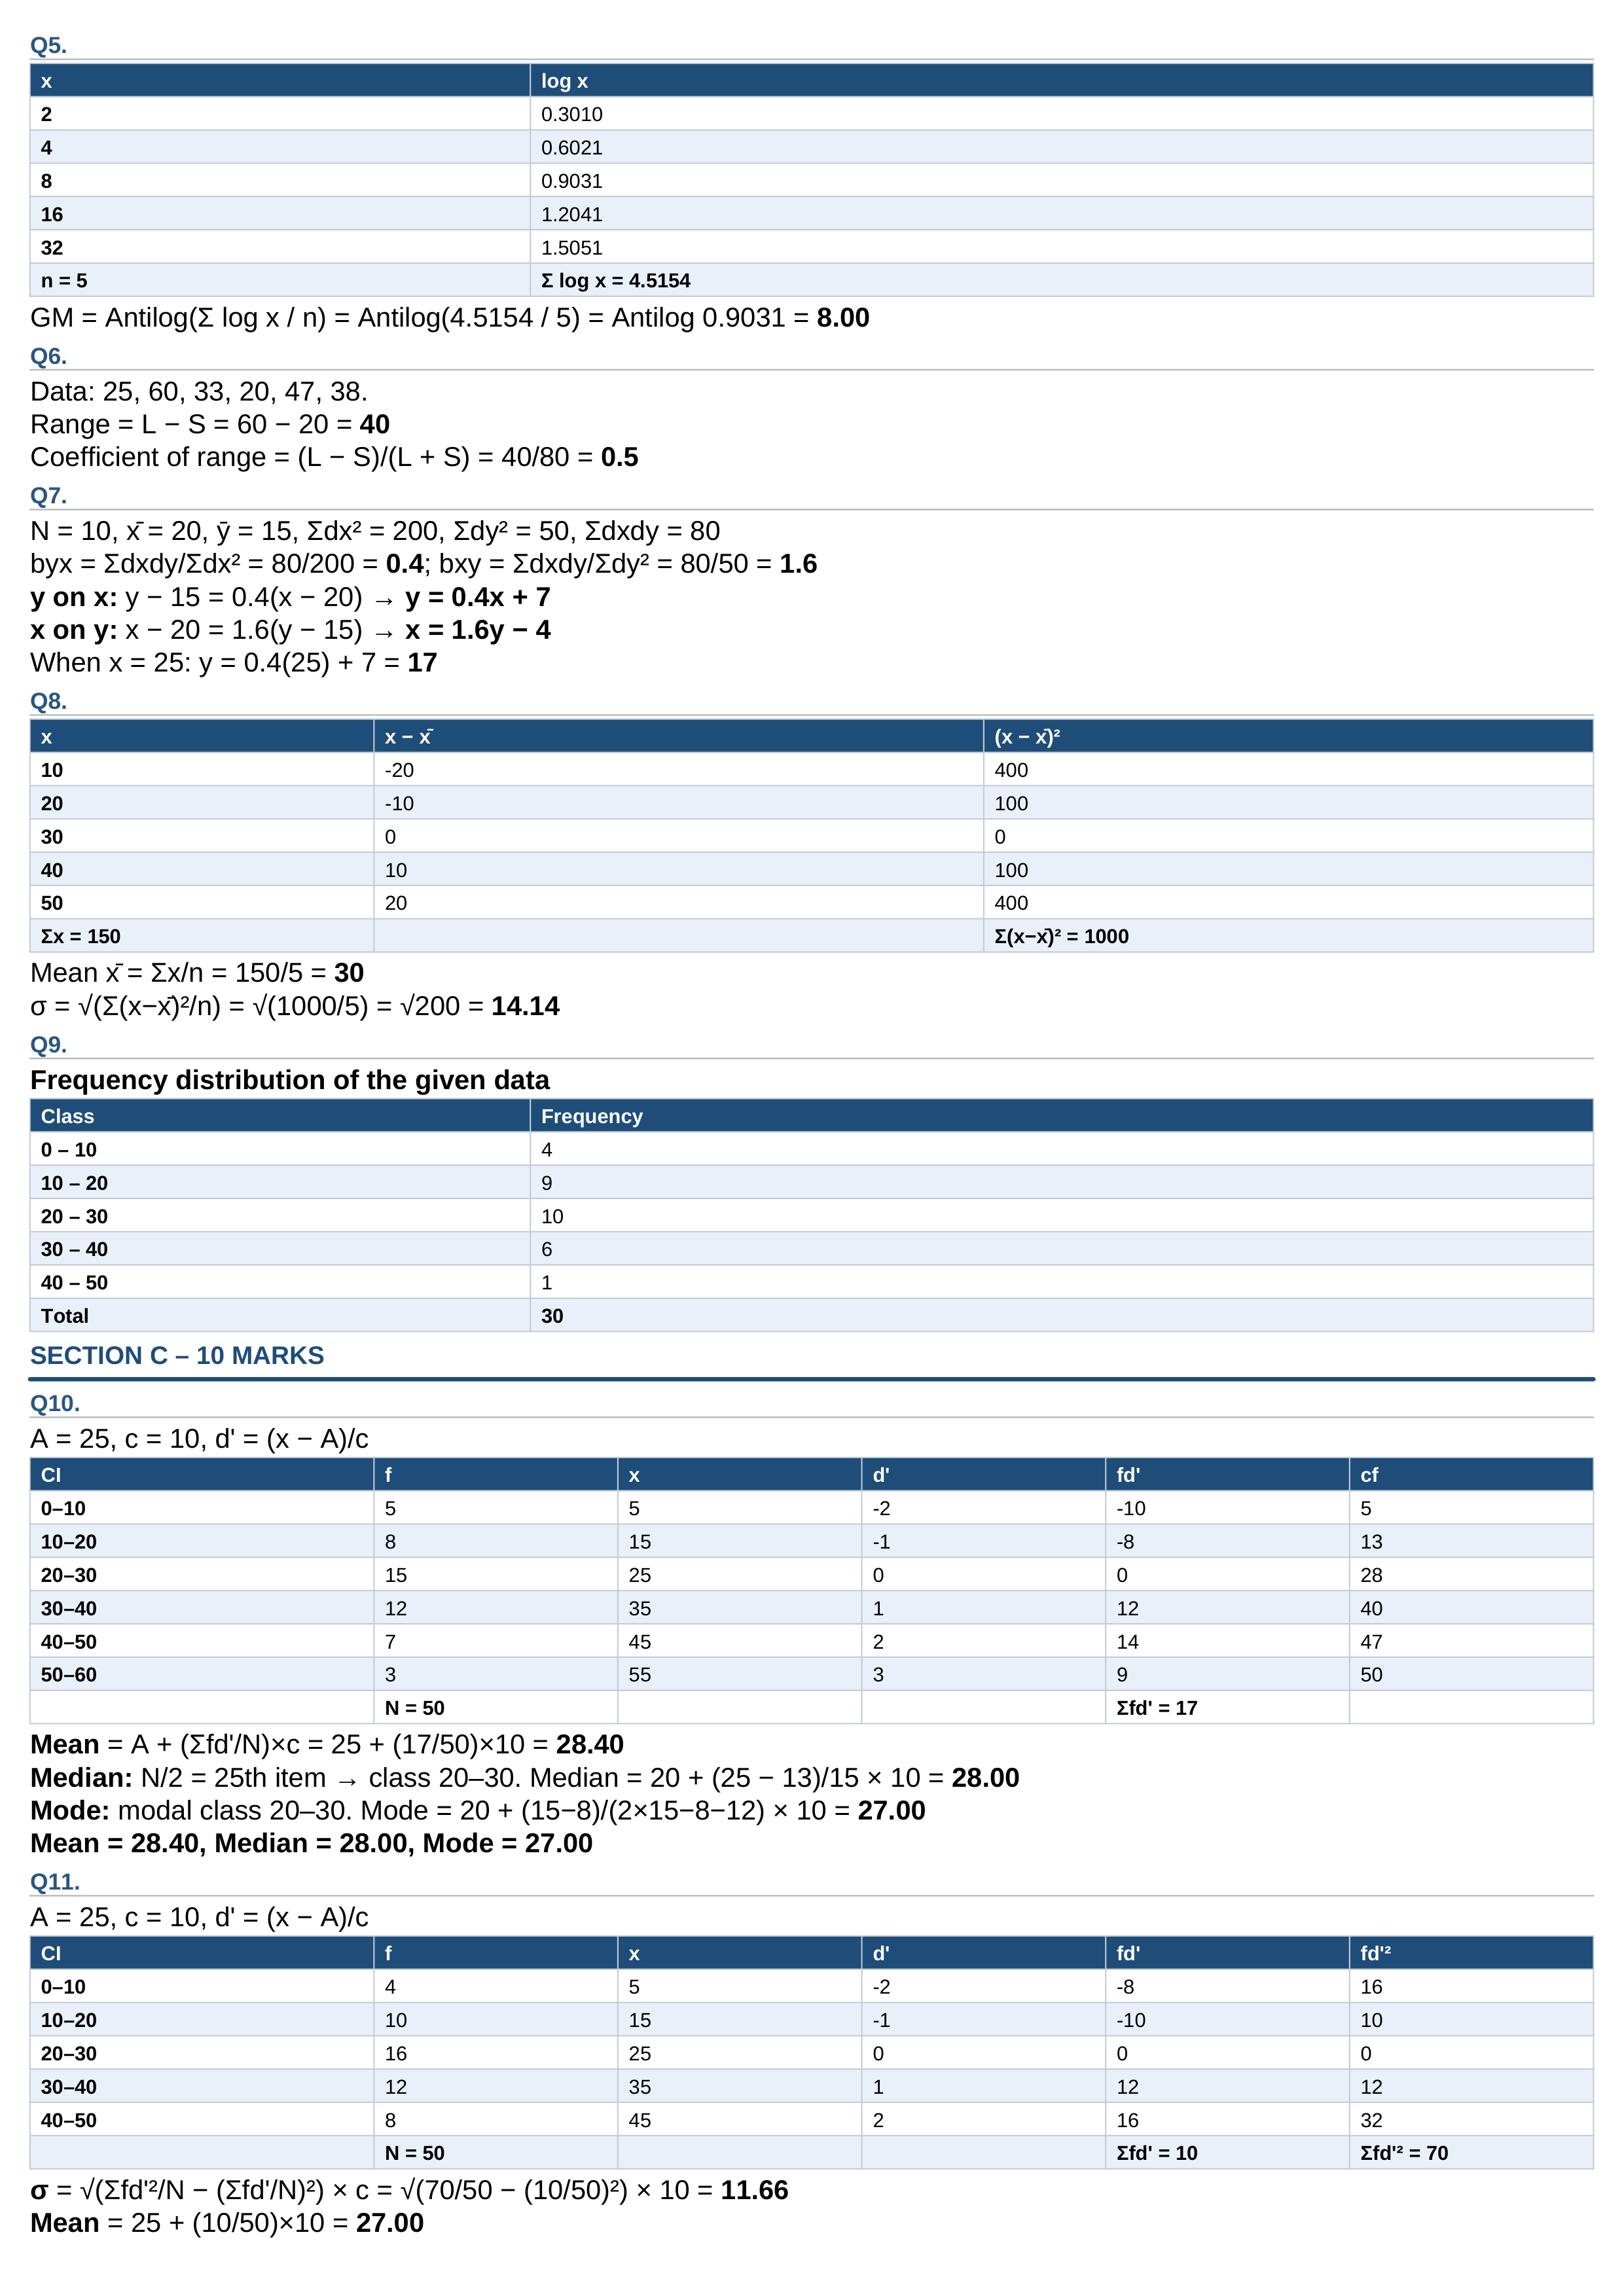 Q5.
x log x
2 0.3010
4 0.6021
8 0.9031
16 1.2041
32 1.5051
n = 5 Σ log x = 4.5154
GM = Antilog(Σ log x / n) = Antilog(4.5154 / 5) = Antilog 0.9031 = 8.00
Q6.
Data: 25, 60, 33, 20, 47, 38.
Range = L − S = 60 − 20 = 40
Coefficient of range = (L − S)/(L + S) = 40/80 = 0.5
Q7.
N = 10, x̄ = 20, ȳ = 15, Σdx² = 200, Σdy² = 50, Σdxdy = 80
byx = Σdxdy/Σdx² = 80/200 = 0.4; bxy = Σdxdy/Σdy² = 80/50 = 1.6
y on x: y − 15 = 0.4(x − 20) → y = 0.4x + 7
x on y: x − 20 = 1.6(y − 15) → x = 1.6y − 4
When x = 25: y = 0.4(25) + 7 = 17
Q8.
x x − x̄ (x − x̄)²
10 -20 400
20 -10 100
30 0 0
40 10 100
50 20 400
Σx = 150 Σ(x−x̄)² = 1000
Mean x̄ = Σx/n = 150/5 = 30
σ = √(Σ(x−x̄)²/n) = √(1000/5) = √200 = 14.14
Q9.
Frequency distribution of the given data
Class Frequency
0 – 10 4
10 – 20 9
20 – 30 10
30 – 40 6
40 – 50 1
Total 30
SECTION C – 10 MARKS
Q10.
A = 25, c = 10, d' = (x − A)/c
CI f x d' fd' cf
0–10 5 5 -2 -10 5
10–20 8 15 -1 -8 13
20–30 15 25 0 0 28
30–40 12 35 1 12 40
40–50 7 45 2 14 47
50–60 3 55 3 9 50
N = 50 Σfd' = 17
Mean = A + (Σfd'/N)×c = 25 + (17/50)×10 = 28.40
Median: N/2 = 25th item → class 20–30. Median = 20 + (25 − 13)/15 × 10 = 28.00
Mode: modal class 20–30. Mode = 20 + (15−8)/(2×15−8−12) × 10 = 27.00
Mean = 28.40, Median = 28.00, Mode = 27.00
Q11.
A = 25, c = 10, d' = (x − A)/c
CI f x d' fd' fd'²
0–10 4 5 -2 -8 16
10–20 10 15 -1 -10 10
20–30 16 25 0 0 0
30–40 12 35 1 12 12
40–50 8 45 2 16 32
N = 50 Σfd' = 10 Σfd'² = 70
σ = √(Σfd'²/N − (Σfd'/N)²) × c = √(70/50 − (10/50)²) × 10 = 11.66
Mean = 25 + (10/50)×10 = 27.00